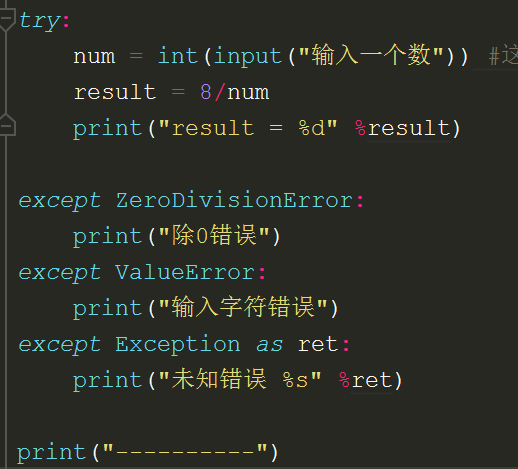 try:
    num = int(input("输入一个数")) #这
    result = 8/num
    print("result = %d" %result)
except ZeroDivisionError:
    print("除0错误")
except ValueError:
    print("输入字符错误")
except Exception as ret:
    print("未知错误 %s" %ret)
print("----------")